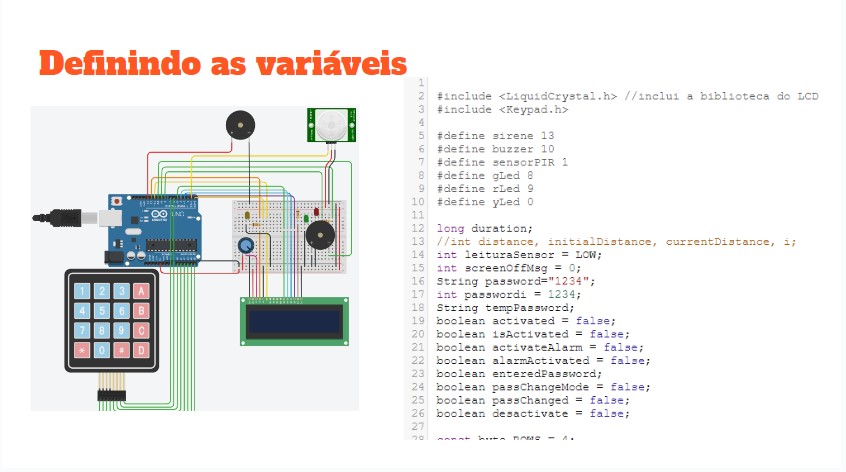 Definindo as variáveis
1
2 #include <LiquidCrystal.h> //inclui a biblioteca do LCD
3 #include <Keypad.h>
4
5 #define sirene 13
6 #define buzzer 10
7 #define sensorPIR 1
8 #define gLed 8
9 #define rLed 9
10 #define yLed 0
11
12 long duration;
13 //int distance, initialDistance, currentDistance, i;
14 int leituraSensor = LOW;
15 int screenOffMsg = 0;
16 String password="1234";
17 int passwordi = 1234;
18 String tempPassword;
19 boolean activated = false;
20 boolean isActivated = false;
21 boolean activateAlarm = false;
22 boolean alarmActivated = false;
23 boolean enteredPassword;
24 boolean passChangeMode = false;
25 boolean passChanged = false;
26 boolean desactivate = false;
27
28 const byte ROWS = 4;
UNO
1 2 3 A
4 5 6 B
7 8 9 C
* 0 # D